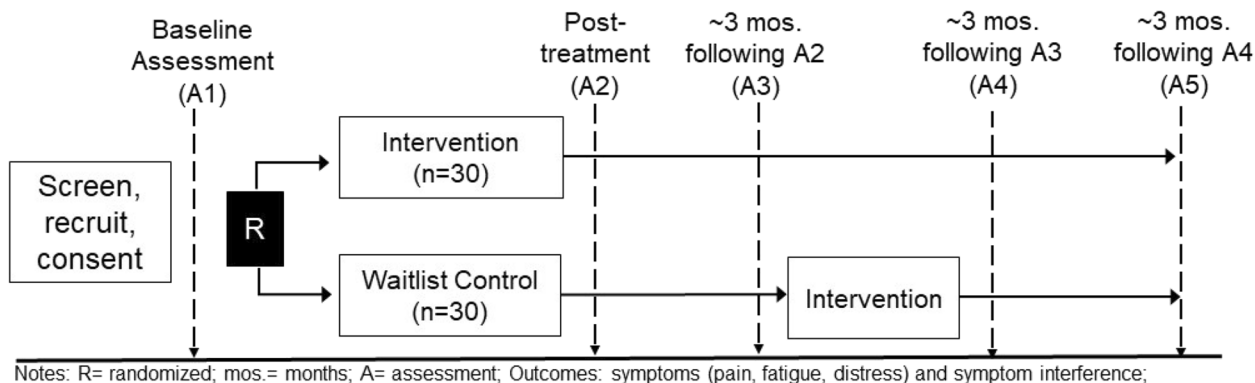 Baseline
Assessment
(A1)
Post-
treatment
(A2)
~3 mos.
following A2
(A3)
~3 mos.
following A3
(A4)
~3 mos.
following A4
(A5)
Screen,
recruit,
consent
R
Intervention
(n=30)
Waitlist Control
(n=30)
Intervention
Notes: R= randomized; mos.= months; A= assessment; Outcomes: symptoms (pain, fatigue, distress) and symptom interference;